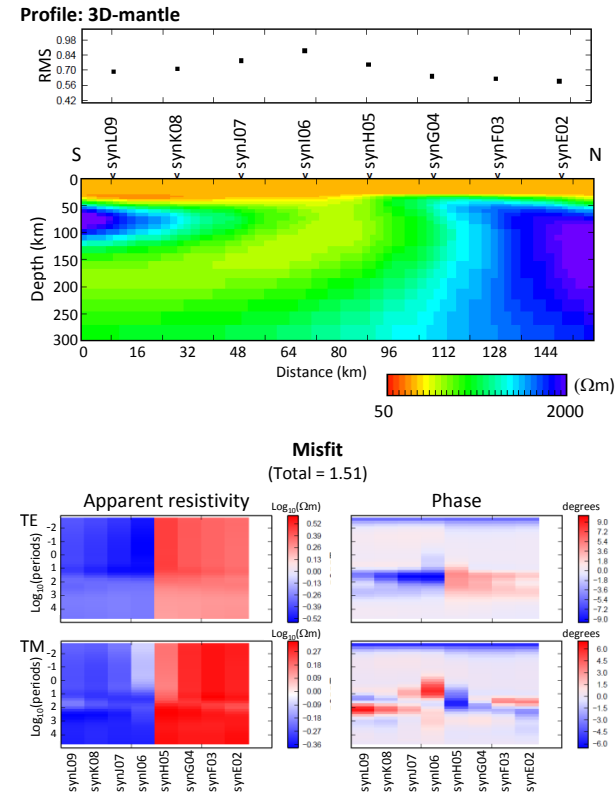 Profile: 3D-mantle
RMS
0.98
0.84
0.70
0.56
0.42
S
synL09
synK08
synJ07
synI06
synH05
synG04
synF03
synE02
N
Depth (km)
0
50
100
150
200
250
300
0 16 32 48 64 80 96 112 128 144
Distance (km)
(Ωm)
50 2000
Misfit
(Total = 1.51)
Apparent resistivity
Phase
TE
Log10(periods)
-2
-1
0
1
2
3
4
Log10(Ωm)
0.52
0.39
0.26
0.13
0.00
−0.13
−0.26
−0.39
−0.52
degrees
9.0
7.2
5.4
3.6
1.8
0.0
−1.8
−3.6
−5.4
−7.2
−9.0
TM
Log10(periods)
-2
-1
0
1
2
3
4
Log10(Ωm)
0.27
0.18
0.09
0.00
−0.09
−0.18
−0.27
−0.36
degrees
6.0
4.5
3.0
1.5
0.0
−1.5
−3.0
−4.5
−6.0
synL09
synK08
synJ07
synI06
synH05
synG04
synF03
synE02
synL09
synK08
synJ07
synI06
synH05
synG04
synF03
synE02